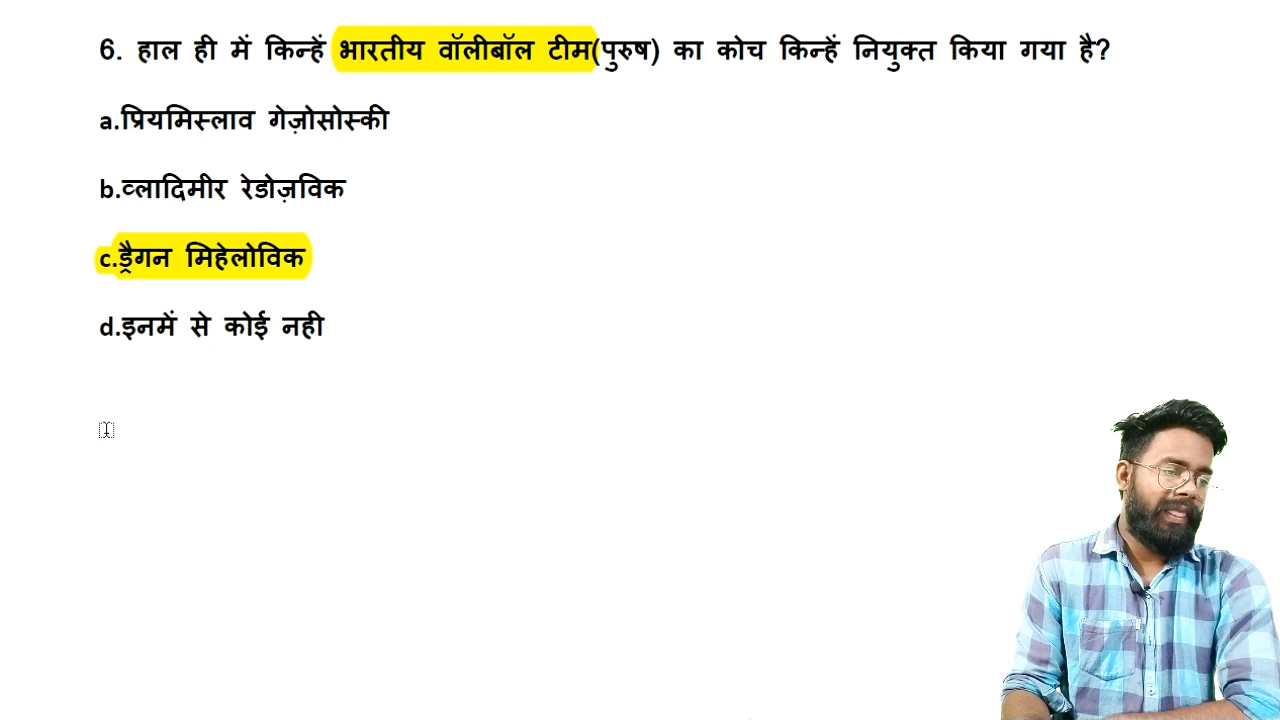 6. हाल ही में किन्हें भारतीय वॉलीबॉल टीम(पुरुष) का कोच किन्हें नियुक्त किया गया है?
a.प्रियमिस्लाव गेज़ोसोस्की
b.व्लादिमीर रेडोज़विक
c.ड्रैगन मिहेलोविक
d.इनमें से कोई नही